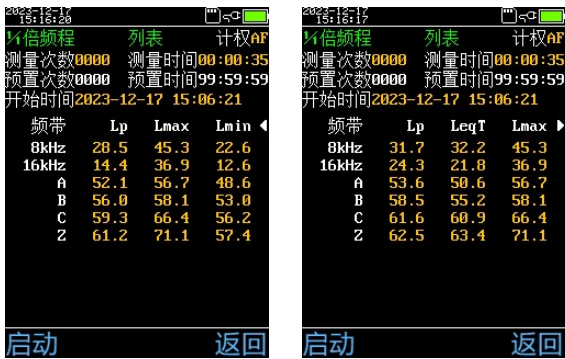 2023-12-17
15:16:20
1/1倍频程 列表 计权AF
测量次数0000 测量时间00:00:35
预置次数0000 预置时间99:59:59
开始时间2023-12-17 15:06:21
频带 Lp Lmax Lmin
8kHz 28.5 45.3 22.6
16kHz 14.4 36.9 12.6
A 52.1 56.7 48.6
B 56.0 58.1 53.0
C 59.3 66.4 56.2
Z 61.2 71.1 57.4
启动 返回
2023-12-17
15:16:17
1/1倍频程 列表 计权AF
测量次数0000 测量时间00:00:35
预置次数0000 预置时间99:59:59
开始时间2023-12-17 15:06:21
频带 Lp LeqT Lmax
8kHz 31.7 32.2 45.3
16kHz 24.3 21.8 36.9
A 53.6 50.6 56.7
B 58.5 55.2 58.1
C 61.6 60.9 66.4
Z 62.5 63.4 71.1
启动 返回